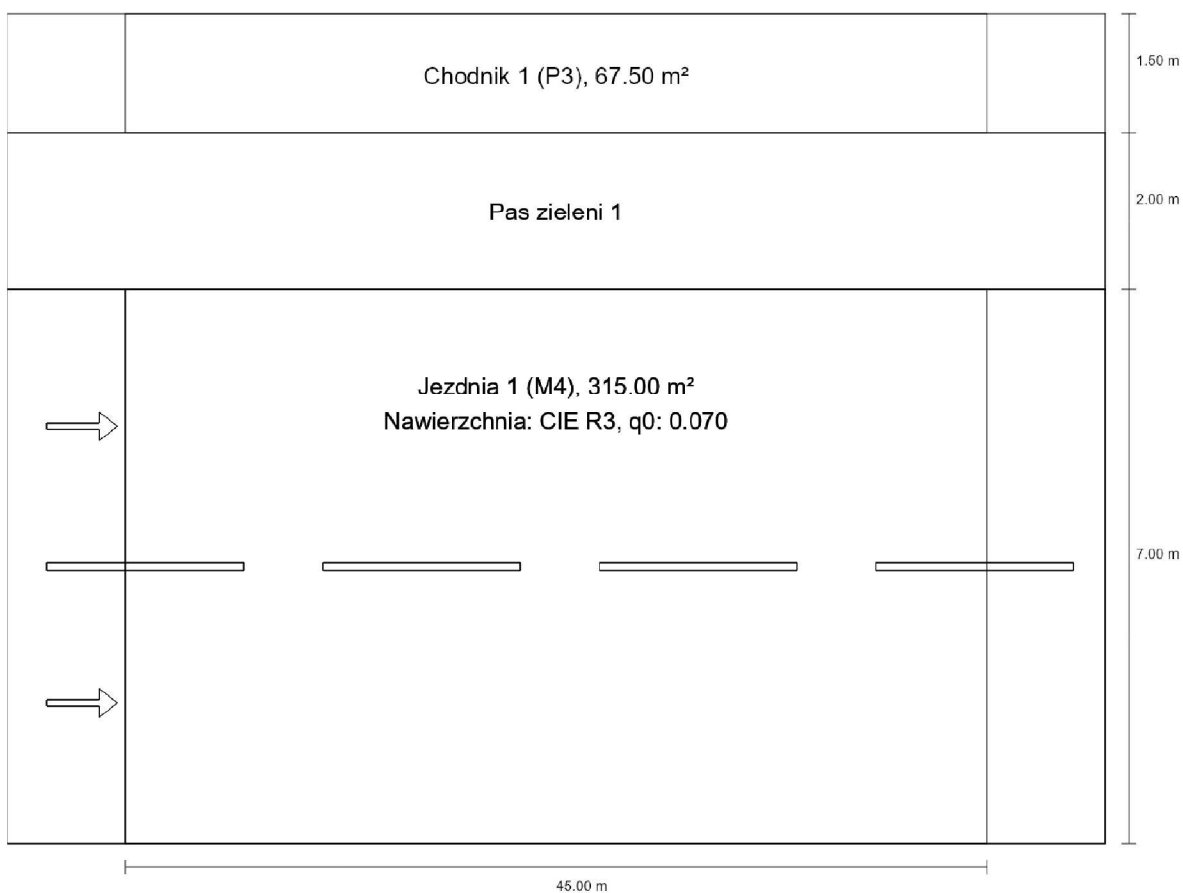 Chodnik 1 (P3), 67.50 m²
1.50 m
Pas zieleni 1
2.00 m
Jezdnia 1 (M4), 315.00 m²
Nawierzchnia: CIE R3, q0: 0.070
7.00 m
45.00 m